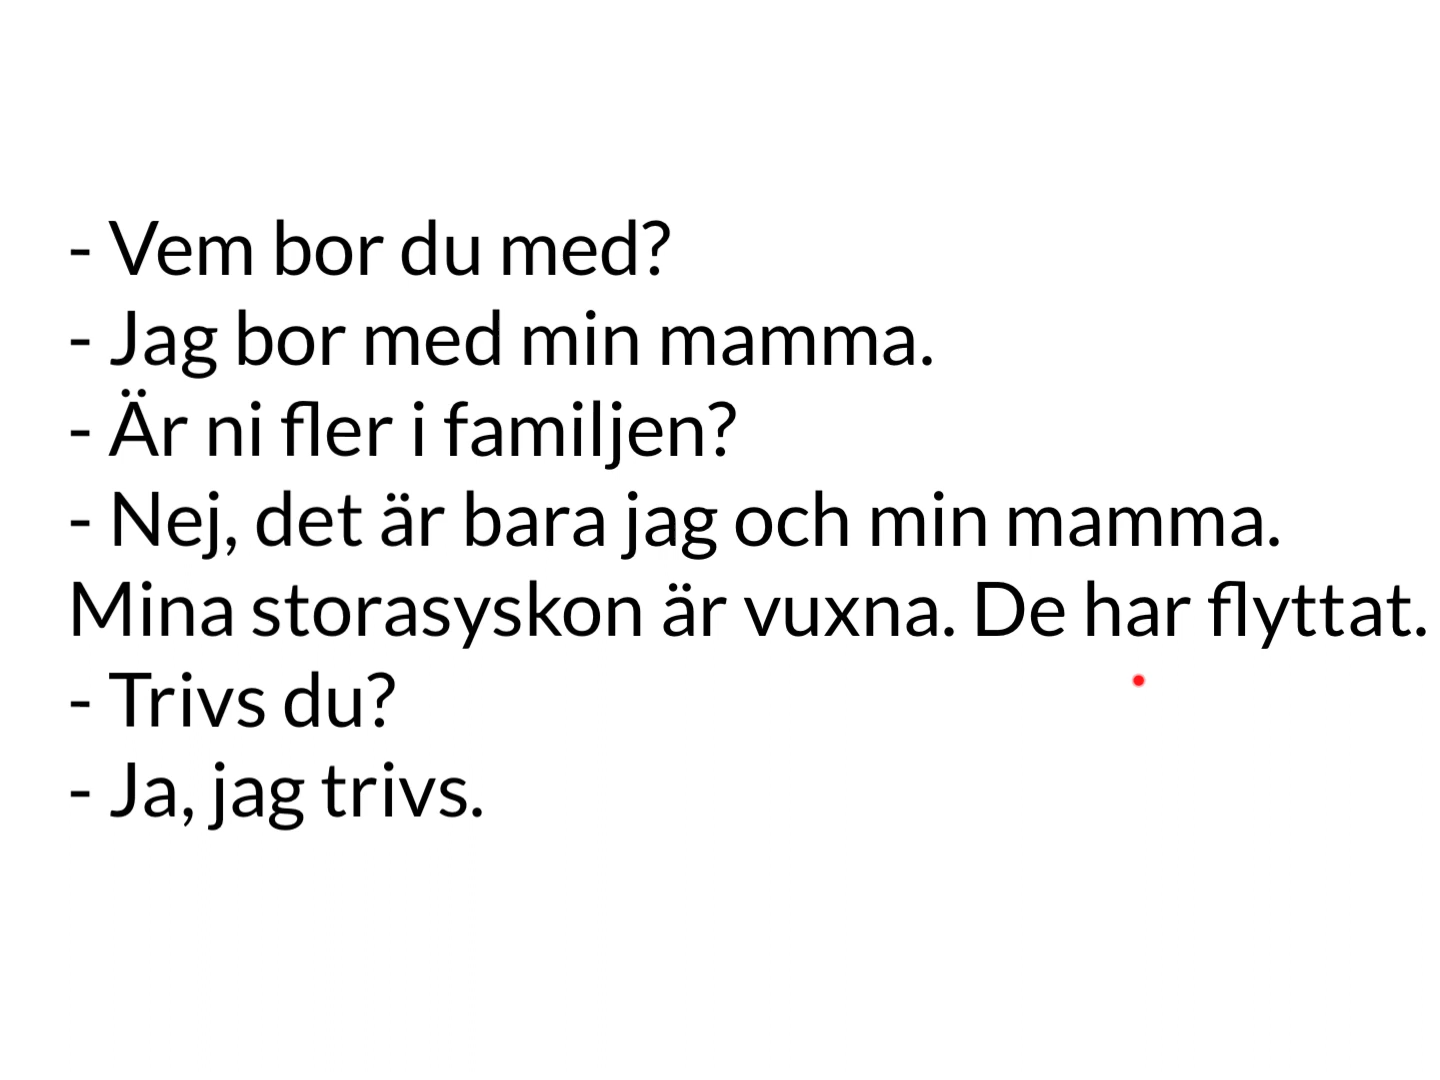 - Vem bor du med?
- Jag bor med min mamma.
- Är ni fler i familjen?
- Nej, det är bara jag och min mamma.
Mina storasyskon är vuxna. De har flyttat.
- Trivs du?
- Ja, jag trivs.